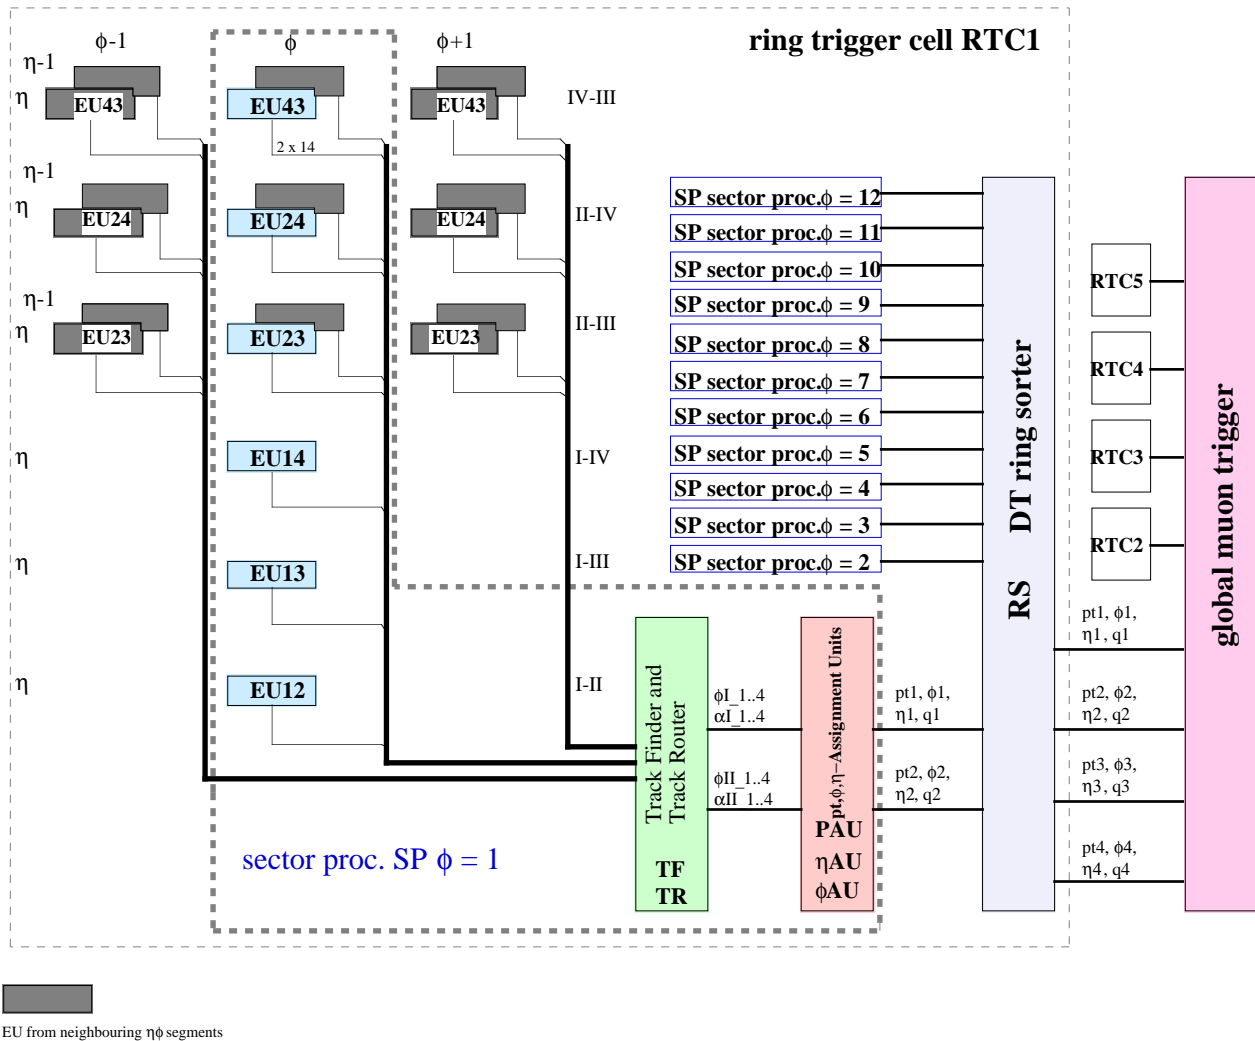 ring trigger cell RTC1
ϕ-1
ϕ
ϕ+1
η-1
η
EU43
EU43
EU43
IV-III
2 x 14
η-1
η
EU24
EU24
EU24
II-IV
η-1
η
EU23
EU23
EU23
II-III
η
EU14
I-IV
η
EU13
I-III
η
EU12
I-II
SP sector proc.ϕ = 12
SP sector proc.ϕ = 11
SP sector proc.ϕ = 10
SP sector proc.ϕ = 9
SP sector proc.ϕ = 8
SP sector proc.ϕ = 7
SP sector proc.ϕ = 6
SP sector proc.ϕ = 5
SP sector proc.ϕ = 4
SP sector proc.ϕ = 3
SP sector proc.ϕ = 2
Track Finder and
Track Router
TF
TR
ϕI_1..4
αI_1..4
ϕII_1..4
αII_1..4
pt,ϕ,η−Assignment Units
PAU
ηAU
ϕAU
pt1, ϕ1,
η1, q1
pt2, ϕ2,
η2, q2
RS DT ring sorter
RTC5
RTC4
RTC3
RTC2
pt1, ϕ1,
η1, q1
pt2, ϕ2,
η2, q2
pt3, ϕ3,
η3, q3
pt4, ϕ4,
η4, q4
global muon trigger
sector proc. SP ϕ = 1
EU from neighbouring ηϕ segments